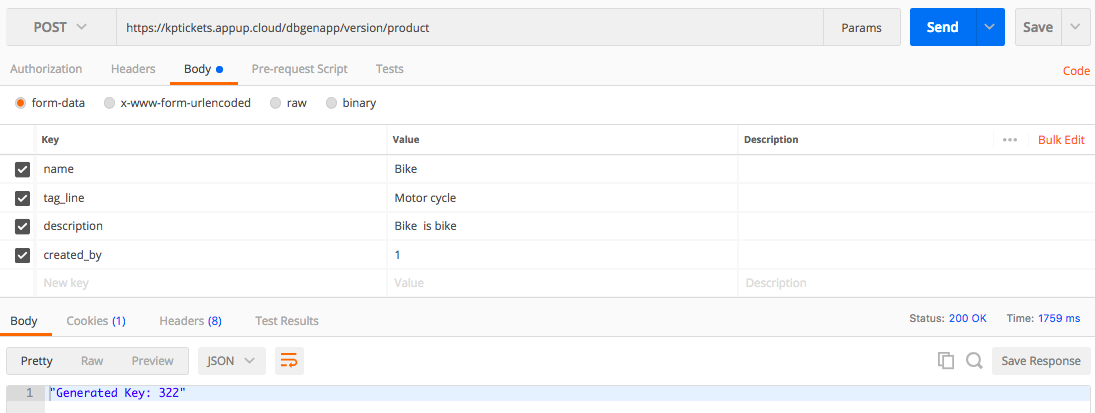 POST https://kptickets.appup.cloud/dbgenapp/version/product Params Send Save
Authorization Headers Body Pre-request Script Tests Code
form-data x-www-form-urlencoded raw binary
Key Value Description ••• Bulk Edit
name Bike
tag_line Motor cycle
description Bike  is bike
created_by 1
New key Value Description
Body Cookies (1) Headers (8) Test Results Status: 200 OK Time: 1759 ms
Pretty Raw Preview JSON Save Response
1 "Generated Key: 322"